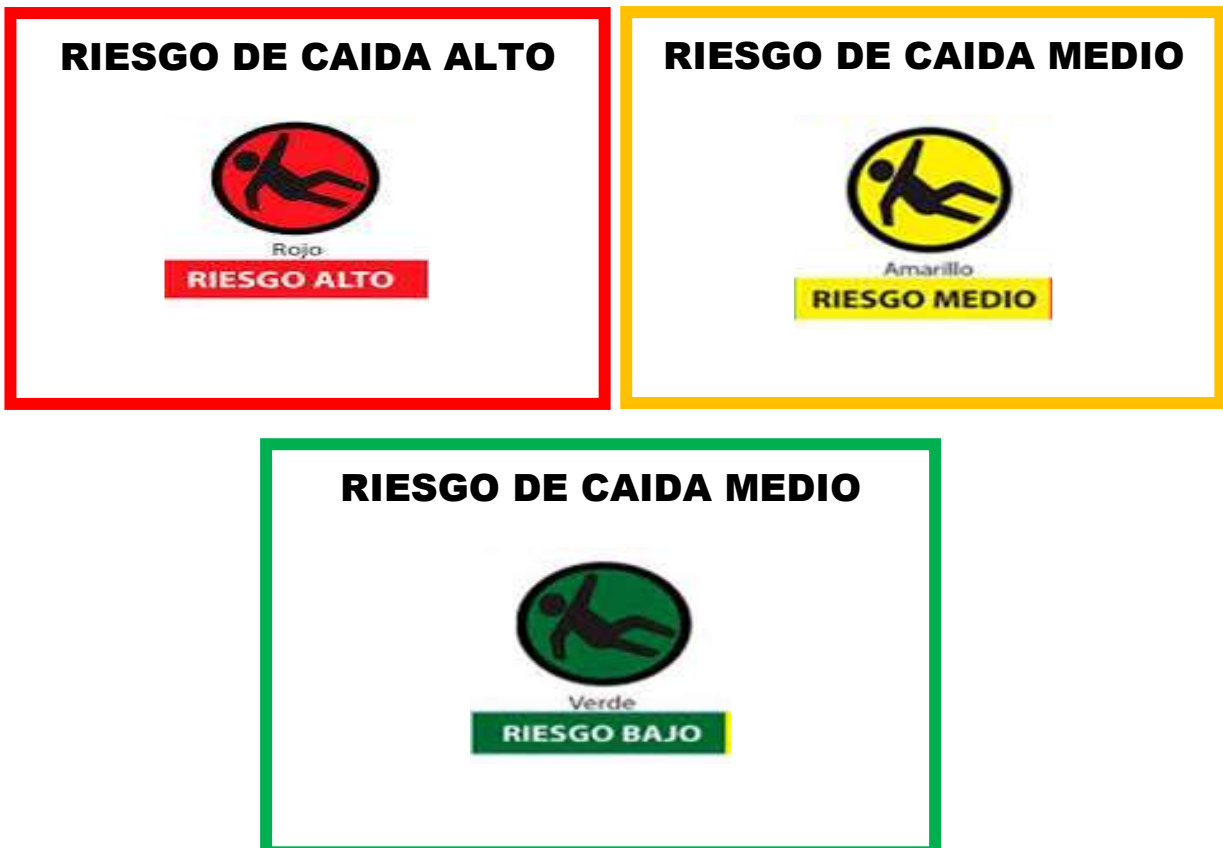 RIESGO DE CAIDA ALTO
Rojo
RIESGO ALTO
RIESGO DE CAIDA MEDIO
Amarillo
RIESGO MEDIO
RIESGO DE CAIDA MEDIO
Verde
RIESGO BAJO